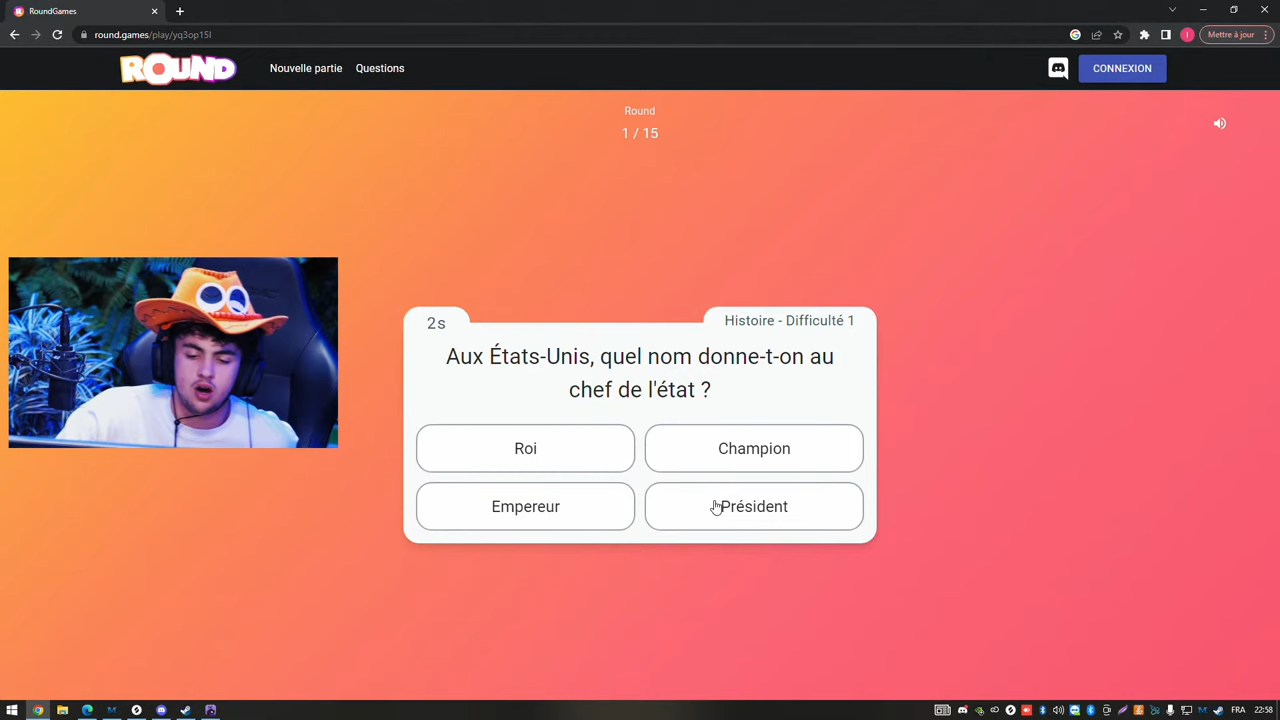 RoundGames
round.games/play/yq3op15l
Mettre à jour
ROUND
Nouvelle partie
Questions
CONNEXION
Round
1 / 15
2s
Histoire - Difficulté 1
Aux États-Unis, quel nom donne-t-on au
chef de l'état ?
Roi
Champion
Empereur
Président
FRA
22:58